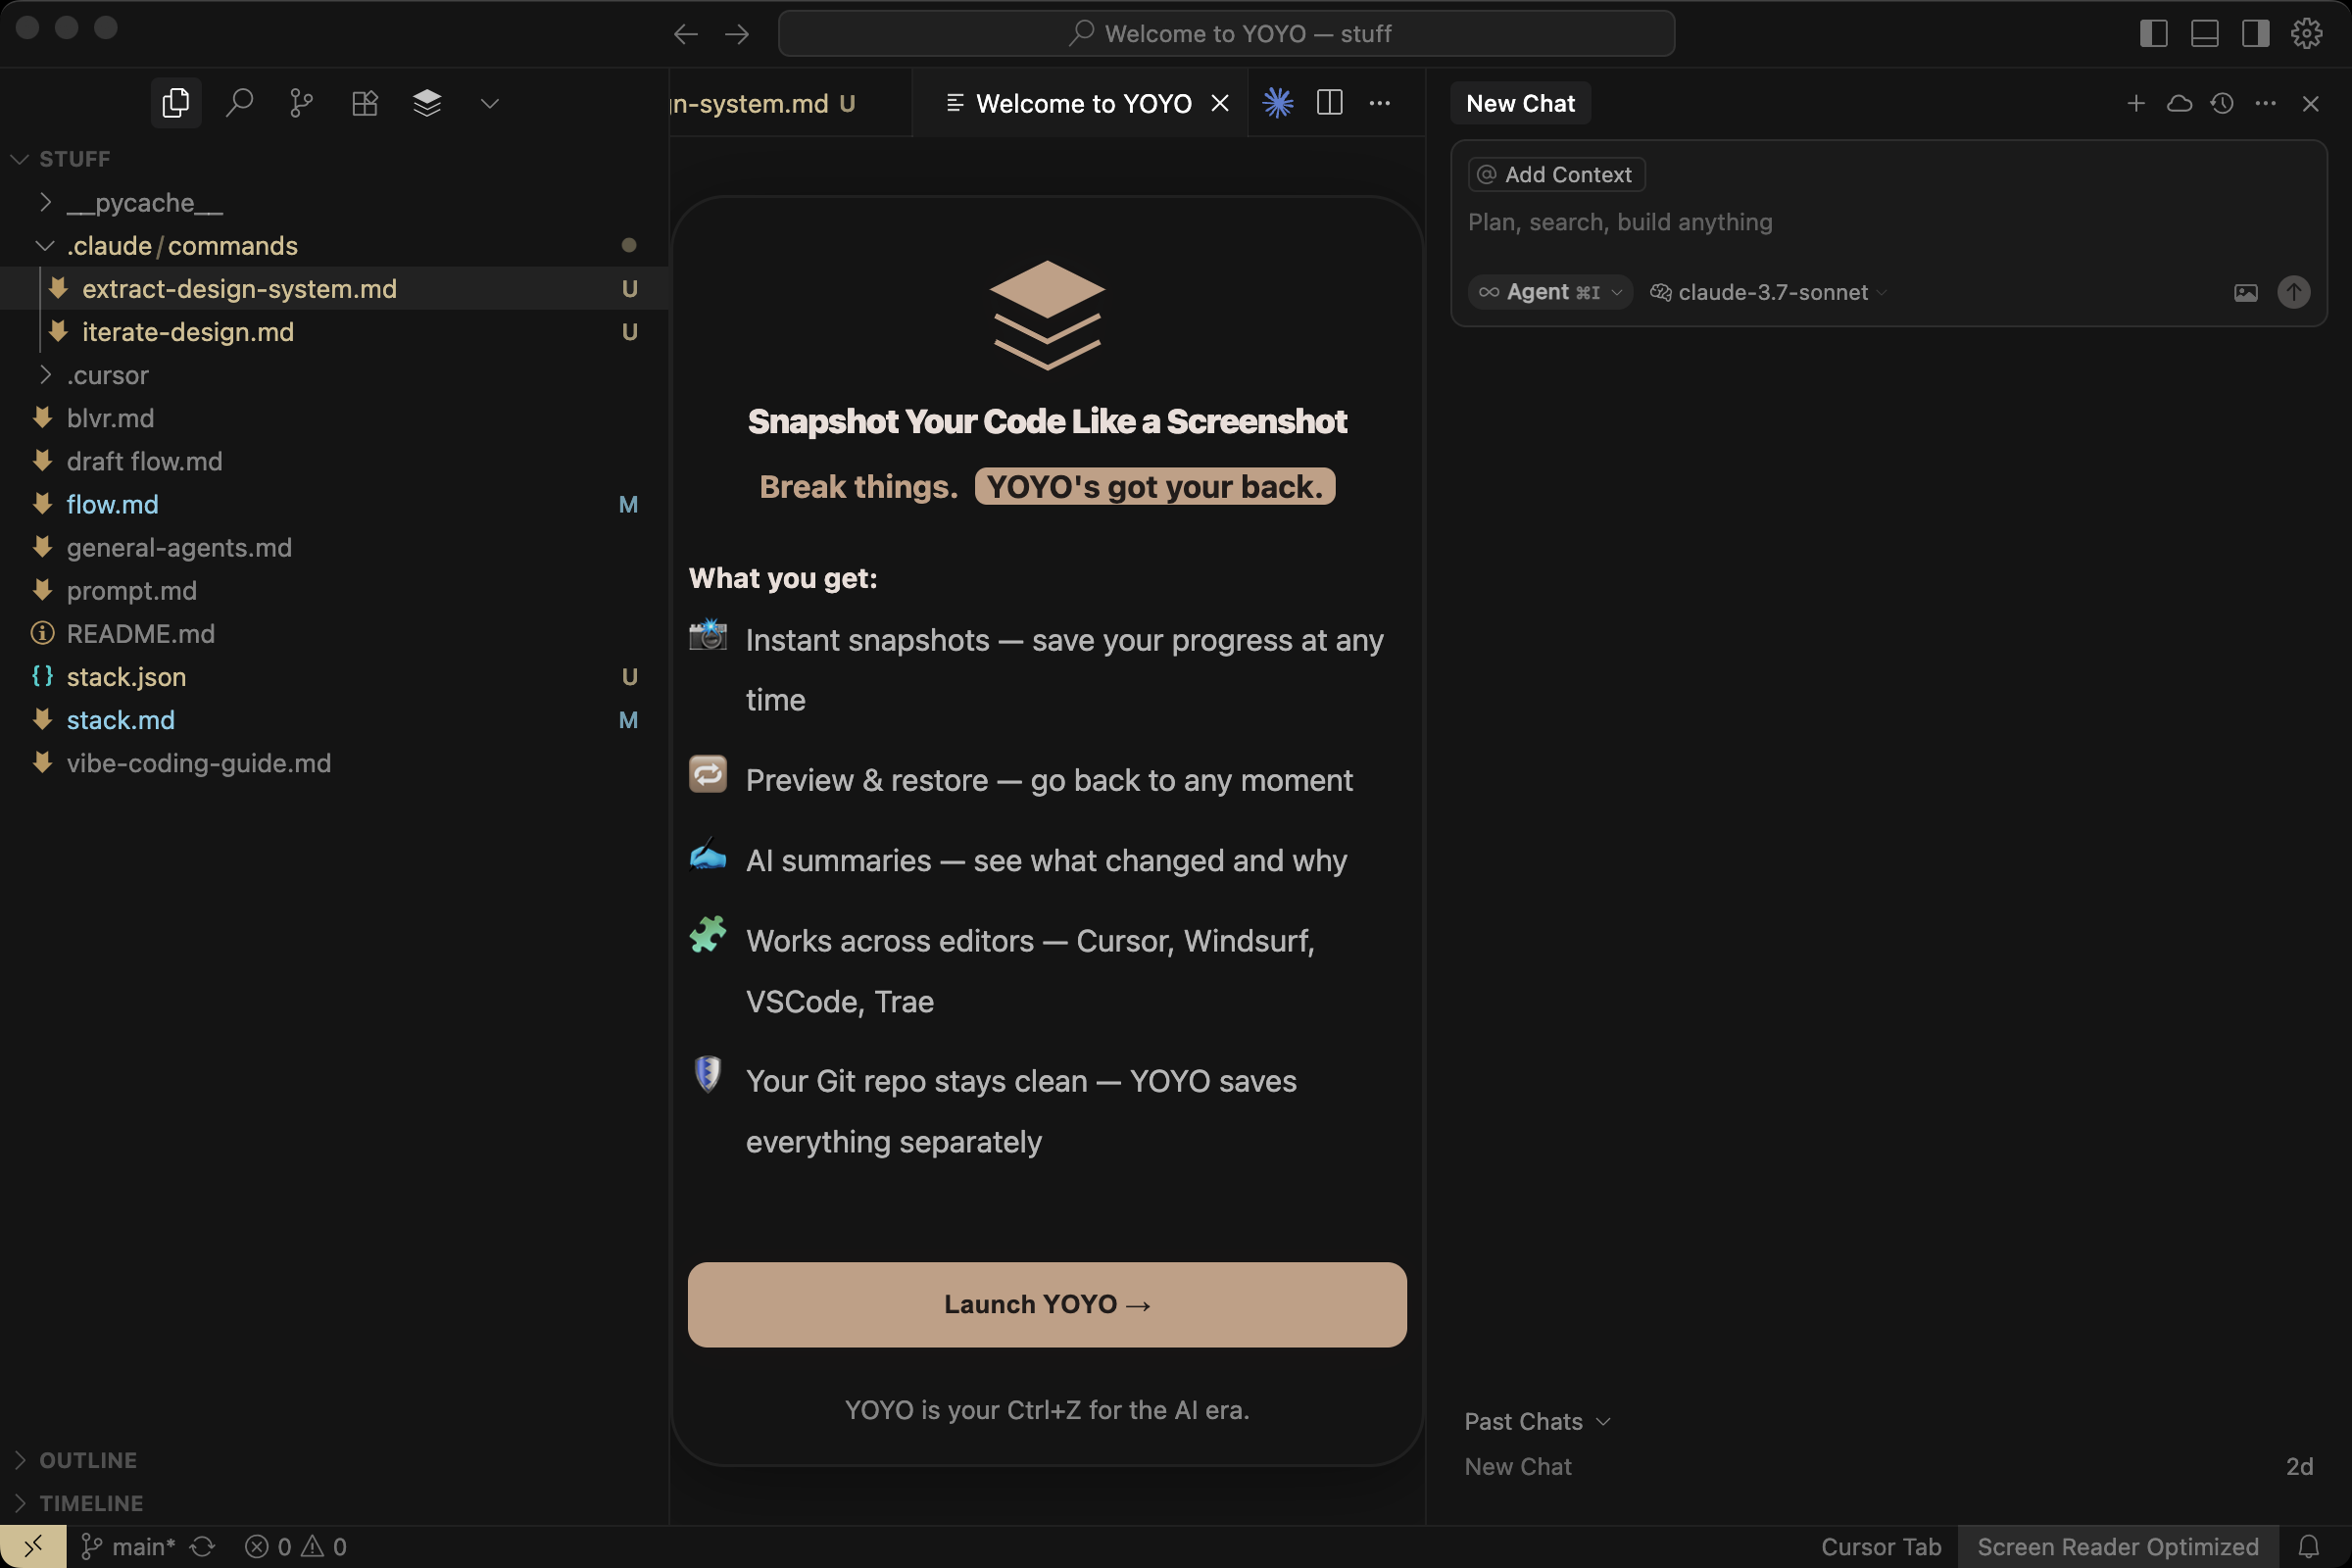 Welcome to YOYO — stuff
STUFF
__pycache__
.claude/commands
extract-design-system.md U
iterate-design.md U
.cursor
blvr.md
draft flow.md
flow.md M
general-agents.md
prompt.md
README.md
stack.json U
stack.md M
vibe-coding-guide.md
OUTLINE
TIMELINE
n-system.md U
Welcome to YOYO
Snapshot Your Code Like a Screenshot
Break things. YOYO's got your back.
What you get:
Instant snapshots — save your progress at any
time
Preview & restore — go back to any moment
AI summaries — see what changed and why
Works across editors — Cursor, Windsurf,
VSCode, Trae
Your Git repo stays clean — YOYO saves
everything separately
Launch YOYO →
YOYO is your Ctrl+Z for the AI era.
New Chat
@ Add Context
Plan, search, build anything
Agent ⌘I claude-3.7-sonnet
Past Chats
New Chat 2d
main* 0 0
Cursor Tab Screen Reader Optimized